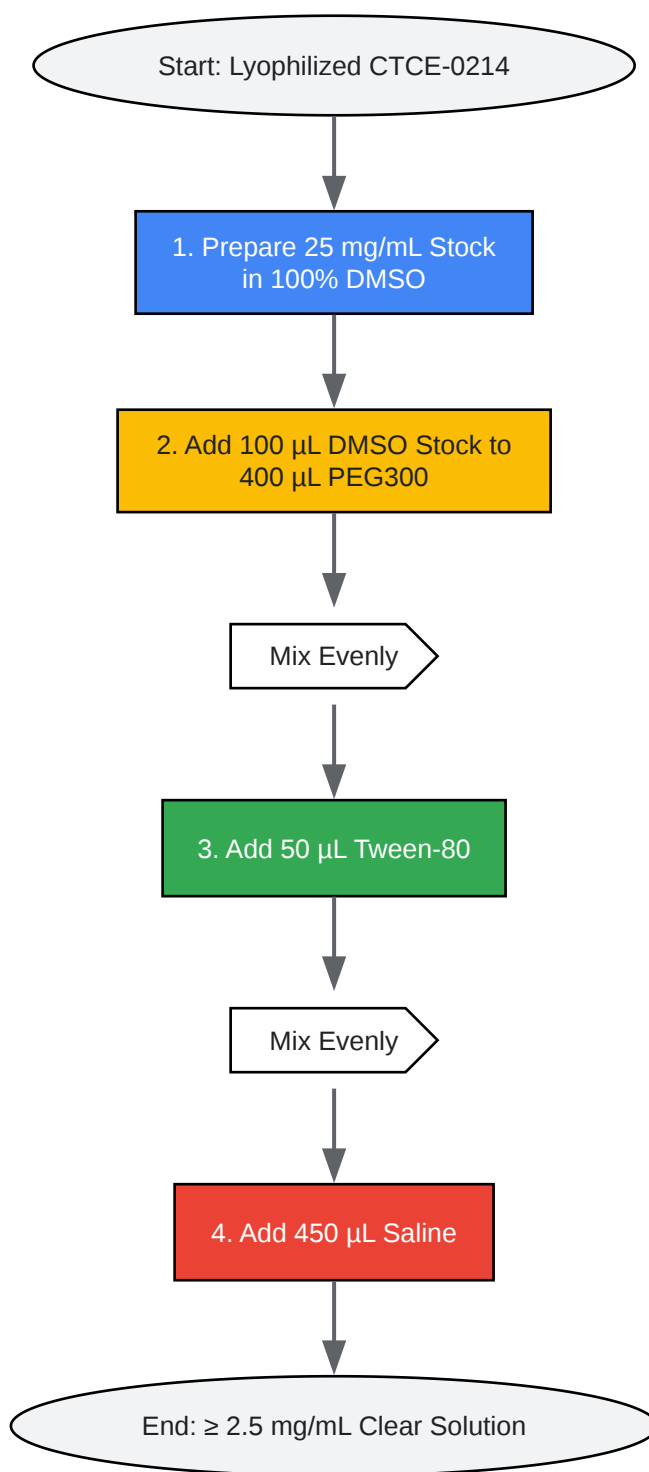 Start: Lyophilized CTCE-0214
1. Prepare 25 mg/mL Stock
in 100% DMSO
2. Add 100 µL DMSO Stock to
400 µL PEG300
Mix Evenly
3. Add 50 µL Tween-80
Mix Evenly
4. Add 450 µL Saline
End: ≥ 2.5 mg/mL Clear Solution